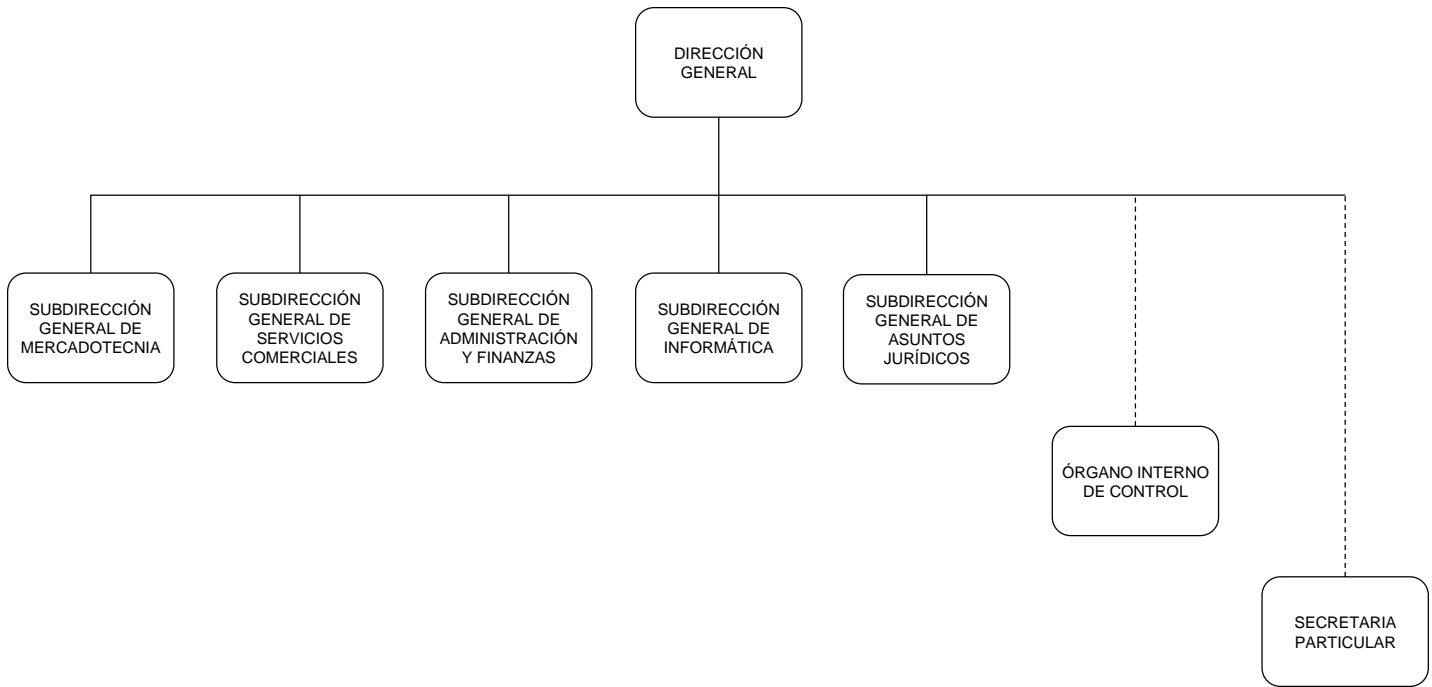 DIRECCIÓN
GENERAL
SUBDIRECCIÓN
GENERAL DE
MERCADOTECNIA
SUBDIRECCIÓN
GENERAL DE
SERVICIOS
COMERCIALES
SUBDIRECCIÓN
GENERAL DE
ADMINISTRACIÓN
Y FINANZAS
SUBDIRECCIÓN
GENERAL DE
INFORMÁTICA
SUBDIRECCIÓN
GENERAL DE
ASUNTOS
JURÍDICOS
ÓRGANO INTERNO
DE CONTROL
SECRETARIA
PARTICULAR